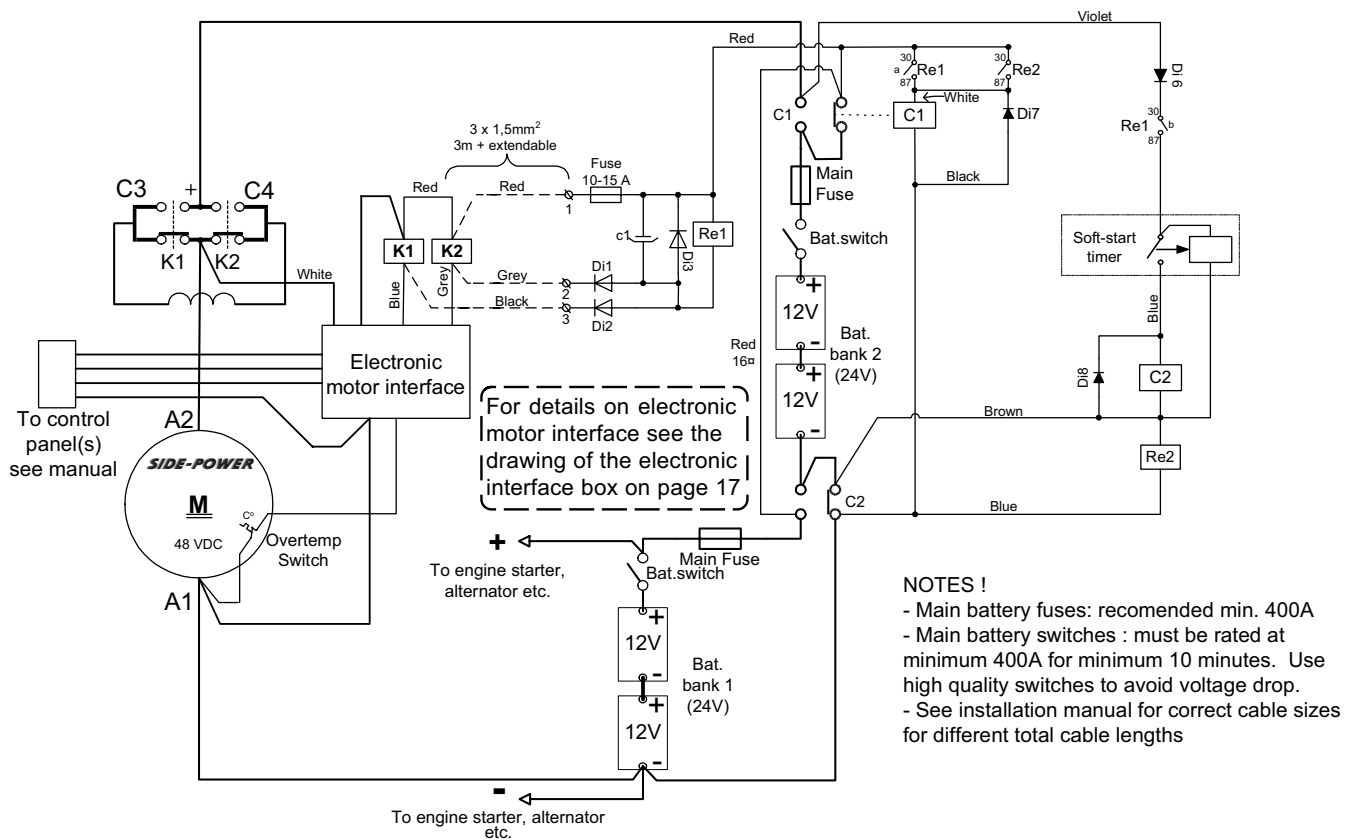 Violet
Red
30
a
Re1
87
30
Re2
87
White
Di 6
C1
C1
Di7
30
Re1
b
87
3 x 1,5mm²
3m + extendable
Fuse
10-15 A
Main
Fuse
Black
C3
+
C4
Red
Red
1
Bat.switch
Soft-start
timer
K1
K2
K1
K2
c1
Di3
Re1
White
Blue
Grey
Grey
2
Di1
Black
3
Di2
+
12V
-
Bat.
bank 2
(24V)
Red
16¤
+
12V
-
Blue
Electronic
motor interface
Di8
C2
To control
panel(s)
see manual
A2
For details on electronic
motor interface see the
drawing of the electronic
interface box on page 17
Brown
SIDE-POWER
M
C°
48 VDC
Overtemp
Switch
C2
Re2
Blue
+
Main Fuse
To engine starter,
alternator etc.
Bat.switch
A1
+
12V
-
Bat.
bank 1
(24V)
+
12V
-
NOTES !
- Main battery fuses: recomended min. 400A
- Main battery switches : must be rated at
minimum 400A for minimum 10 minutes. Use
high quality switches to avoid voltage drop.
- See installation manual for correct cable sizes
for different total cable lengths
-
To engine starter, alternator
etc.